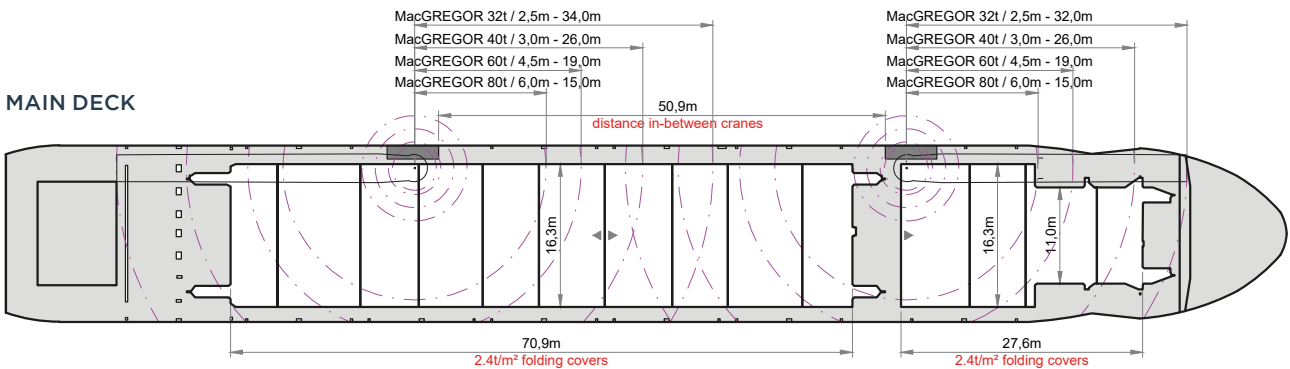 MacGREGOR 32t / 2,5m - 34,0m
MacGREGOR 40t / 3,0m - 26,0m
MacGREGOR 60t / 4,5m - 19,0m
MacGREGOR 80t / 6,0m - 15,0m
MacGREGOR 32t / 2,5m - 32,0m
MacGREGOR 40t / 3,0m - 26,0m
MacGREGOR 60t / 4,5m - 19,0m
MacGREGOR 80t / 6,0m - 15,0m
MAIN DECK
50,9m
distance in-between cranes
16,3m
16,3m
11,0m
70,9m
2.4t/m² folding covers
27,6m
2.4t/m² folding covers